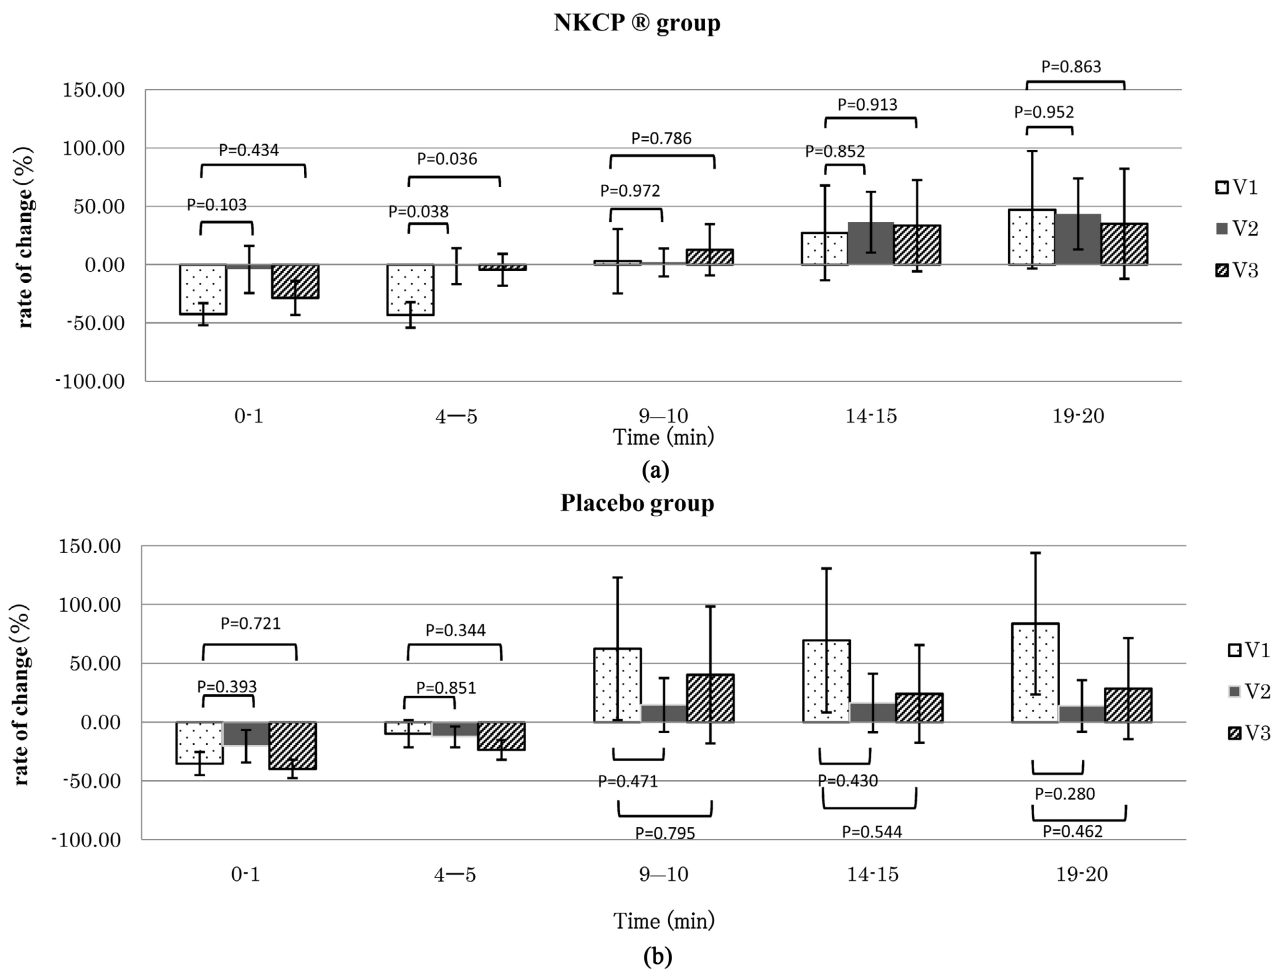 NKCP ® group
rate of change(%)
150.00
100.00
50.00
0.00
-50.00
-100.00
P=0.434
P=0.103
P=0.036
P=0.038
P=0.786
P=0.972
P=0.913
P=0.852
P=0.863
P=0.952
V1
V2
V3
0-1
4—5
9—10
14-15
19-20
Time (min)
(a)
Placebo group
rate of change(%)
150.00
100.00
50.00
0.00
-50.00
-100.00
P=0.721
P=0.393
P=0.344
P=0.851
P=0.471
P=0.795
P=0.430
P=0.544
P=0.280
P=0.462
V1
V2
V3
0-1
4—5
9—10
14-15
19-20
Time (min)
(b)